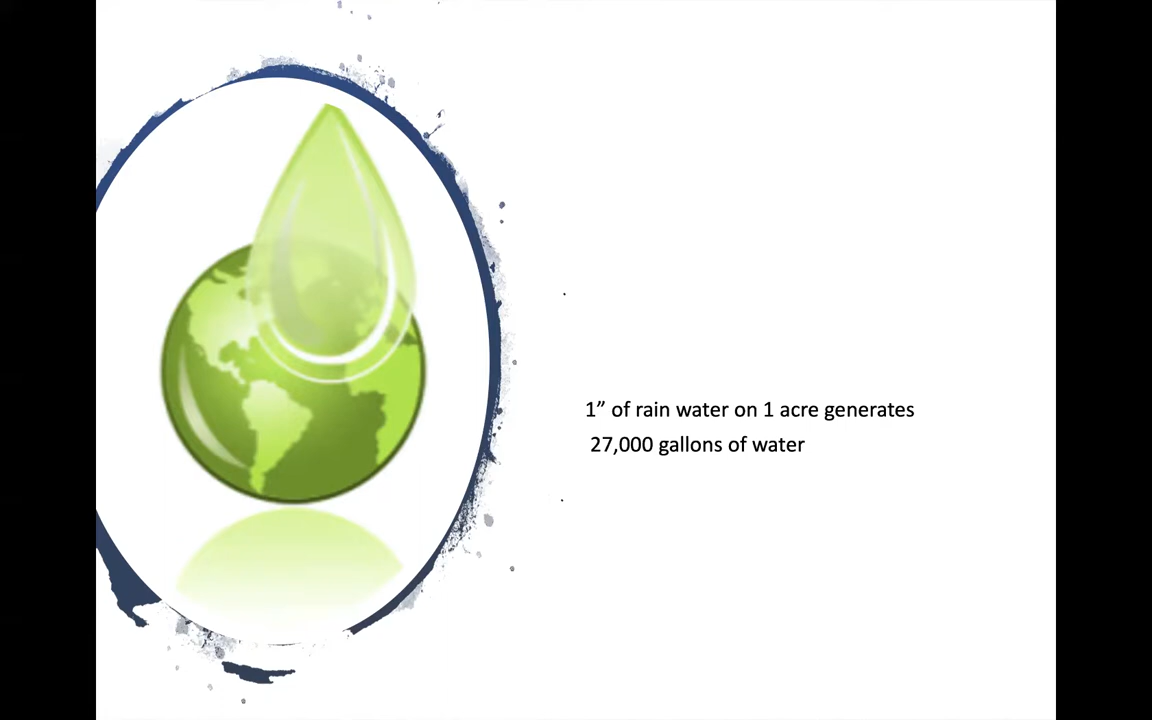 1” of rain water on 1 acre generates
27,000 gallons of water